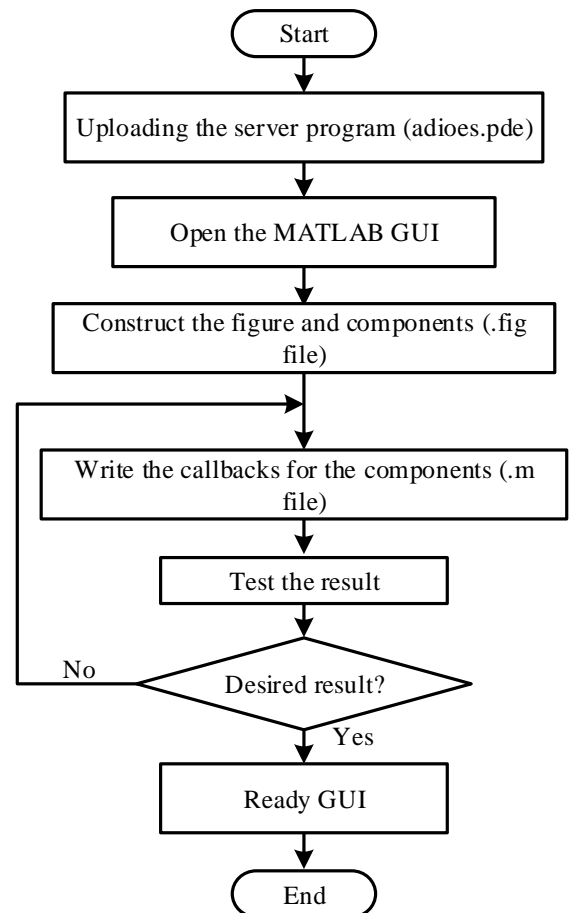 Start
Uploading the server program (adioes.pde)
Open the MATLAB GUI
Construct the figure and components (.fig
file)
Write the callbacks for the components (.m
file)
Test the result
No
Desired result?
Yes
Ready GUI
End